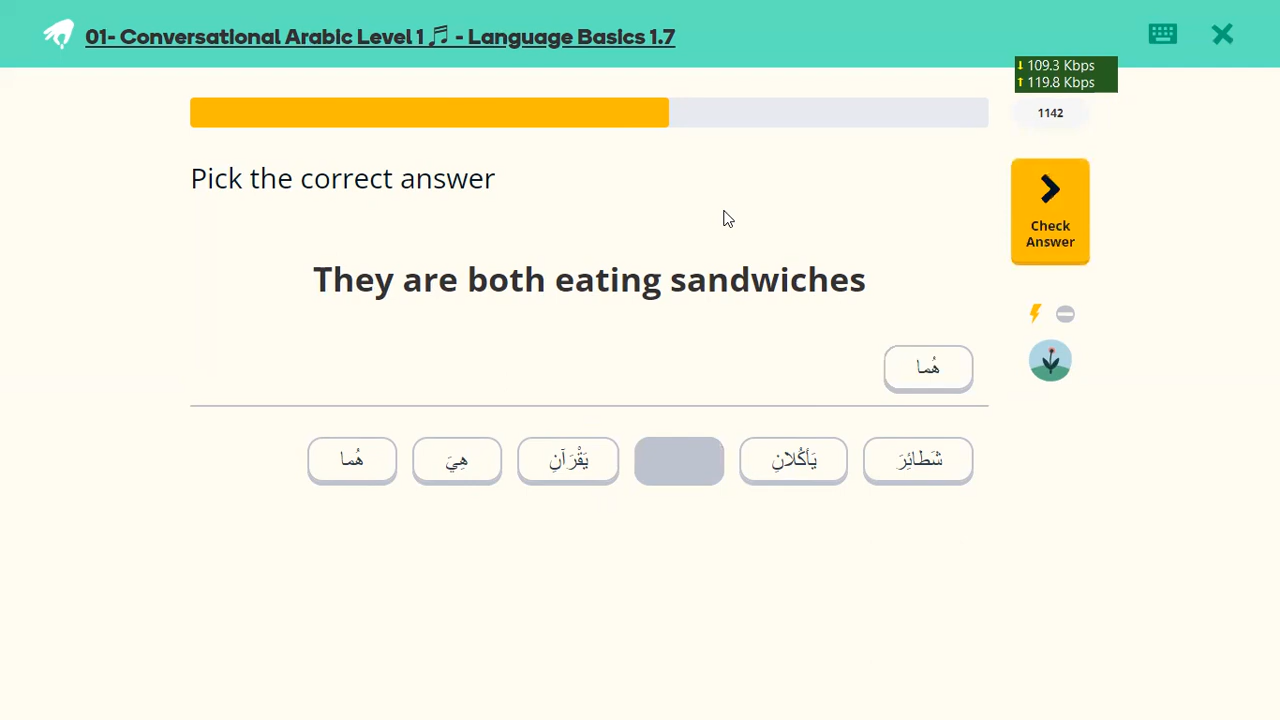 01- Conversational Arabic Level 1 🎵 - Language Basics 1.7
↓ 109.3 Kbps
↑ 119.8 Kbps
1142
Pick the correct answer
Check
Answer
They are both eating sandwiches
هُما
هُما هِيَ يَقْرَآنِ يَأكُلانِ شَطائِرَ